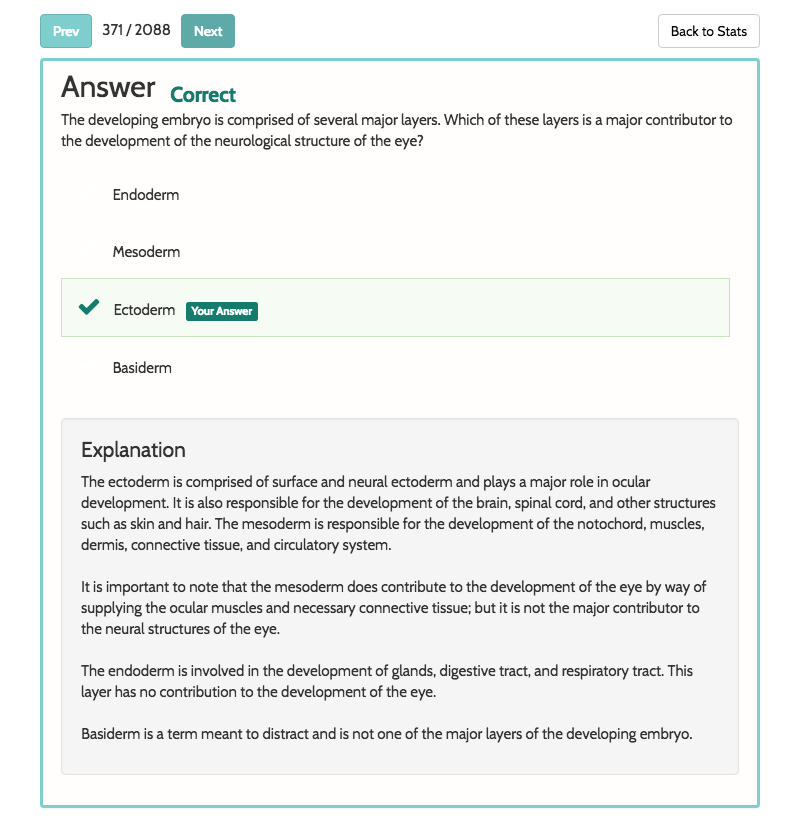 Prev 371 / 2088 Next Back to Stats
Answer Correct
The developing embryo is comprised of several major layers. Which of these layers is a major contributor to
the development of the neurological structure of the eye?
Endoderm
Mesoderm
Ectoderm Your Answer
Basiderm
Explanation
The ectoderm is comprised of surface and neural ectoderm and plays a major role in ocular
development. It is also responsible for the development of the brain, spinal cord, and other structures
such as skin and hair. The mesoderm is responsible for the development of the notochord, muscles,
dermis, connective tissue, and circulatory system.
It is important to note that the mesoderm does contribute to the development of the eye by way of
supplying the ocular muscles and necessary connective tissue; but it is not the major contributor to
the neural structures of the eye.
The endoderm is involved in the development of glands, digestive tract, and respiratory tract. This
layer has no contribution to the development of the eye.
Basiderm is a term meant to distract and is not one of the major layers of the developing embryo.